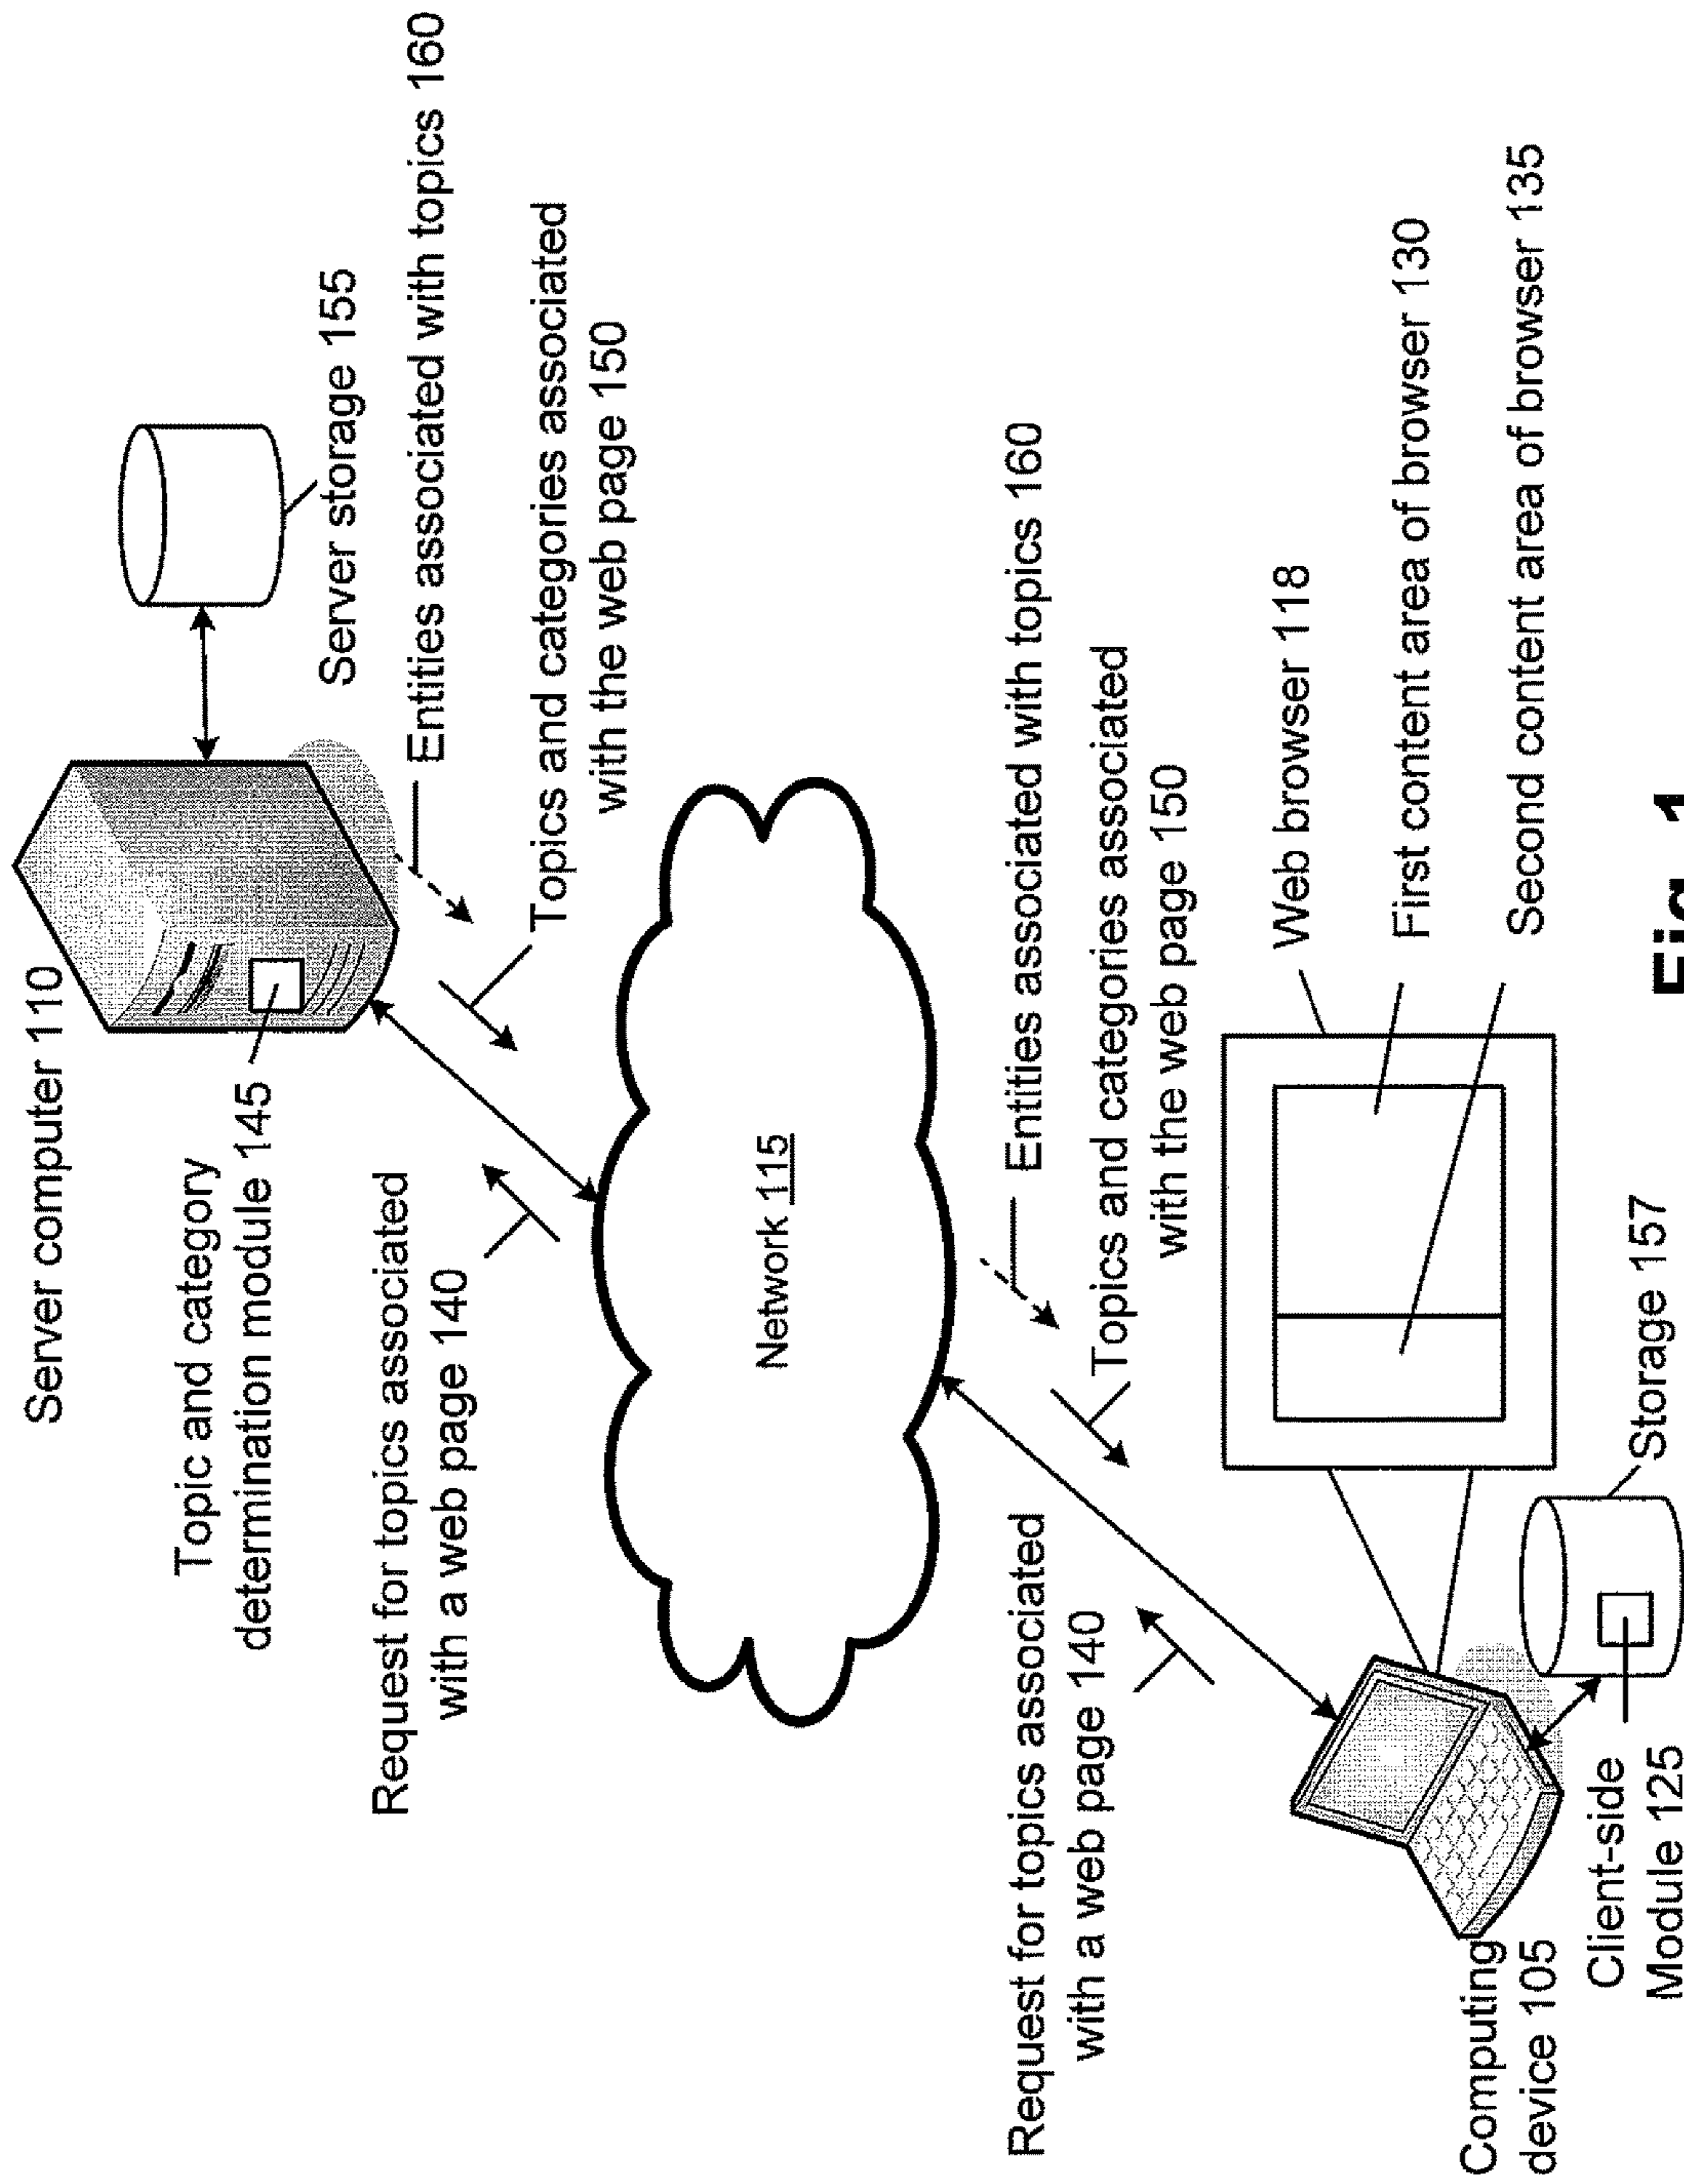 Server computer 110
Topic and category
determination module 145
Server storage 155
Request for topics associated
with a web page 140
Entities associated with topics 160
Topics and categories associated
with the web page 150
Network 115
Request for topics associated
with a web page 140
Entities associated with topics 160
Topics and categories associated
with the web page 150
Web browser 118
First content area of browser 130
Second content area of browser 135
Computing
device 105
Client-side
Module 125
Storage 157
Fig. 1